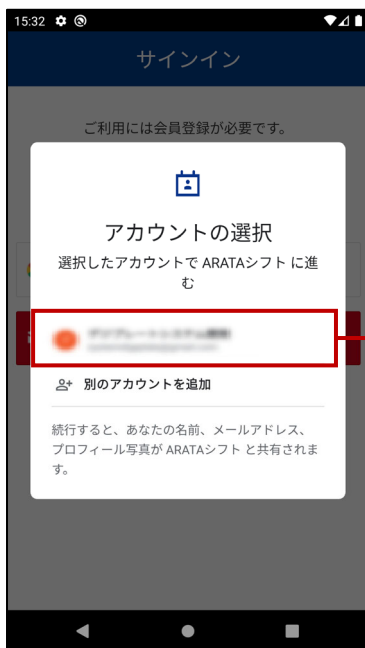 15:32
サインイン
ご利用には会員登録が必要です。
アカウントの選択
選択したアカウントで ARATAシフト に進
む
別のアカウントを追加
続行すると、あなたの名前、メールアドレス、
プロフィール写真が ARATAシフト と共有されま
す。